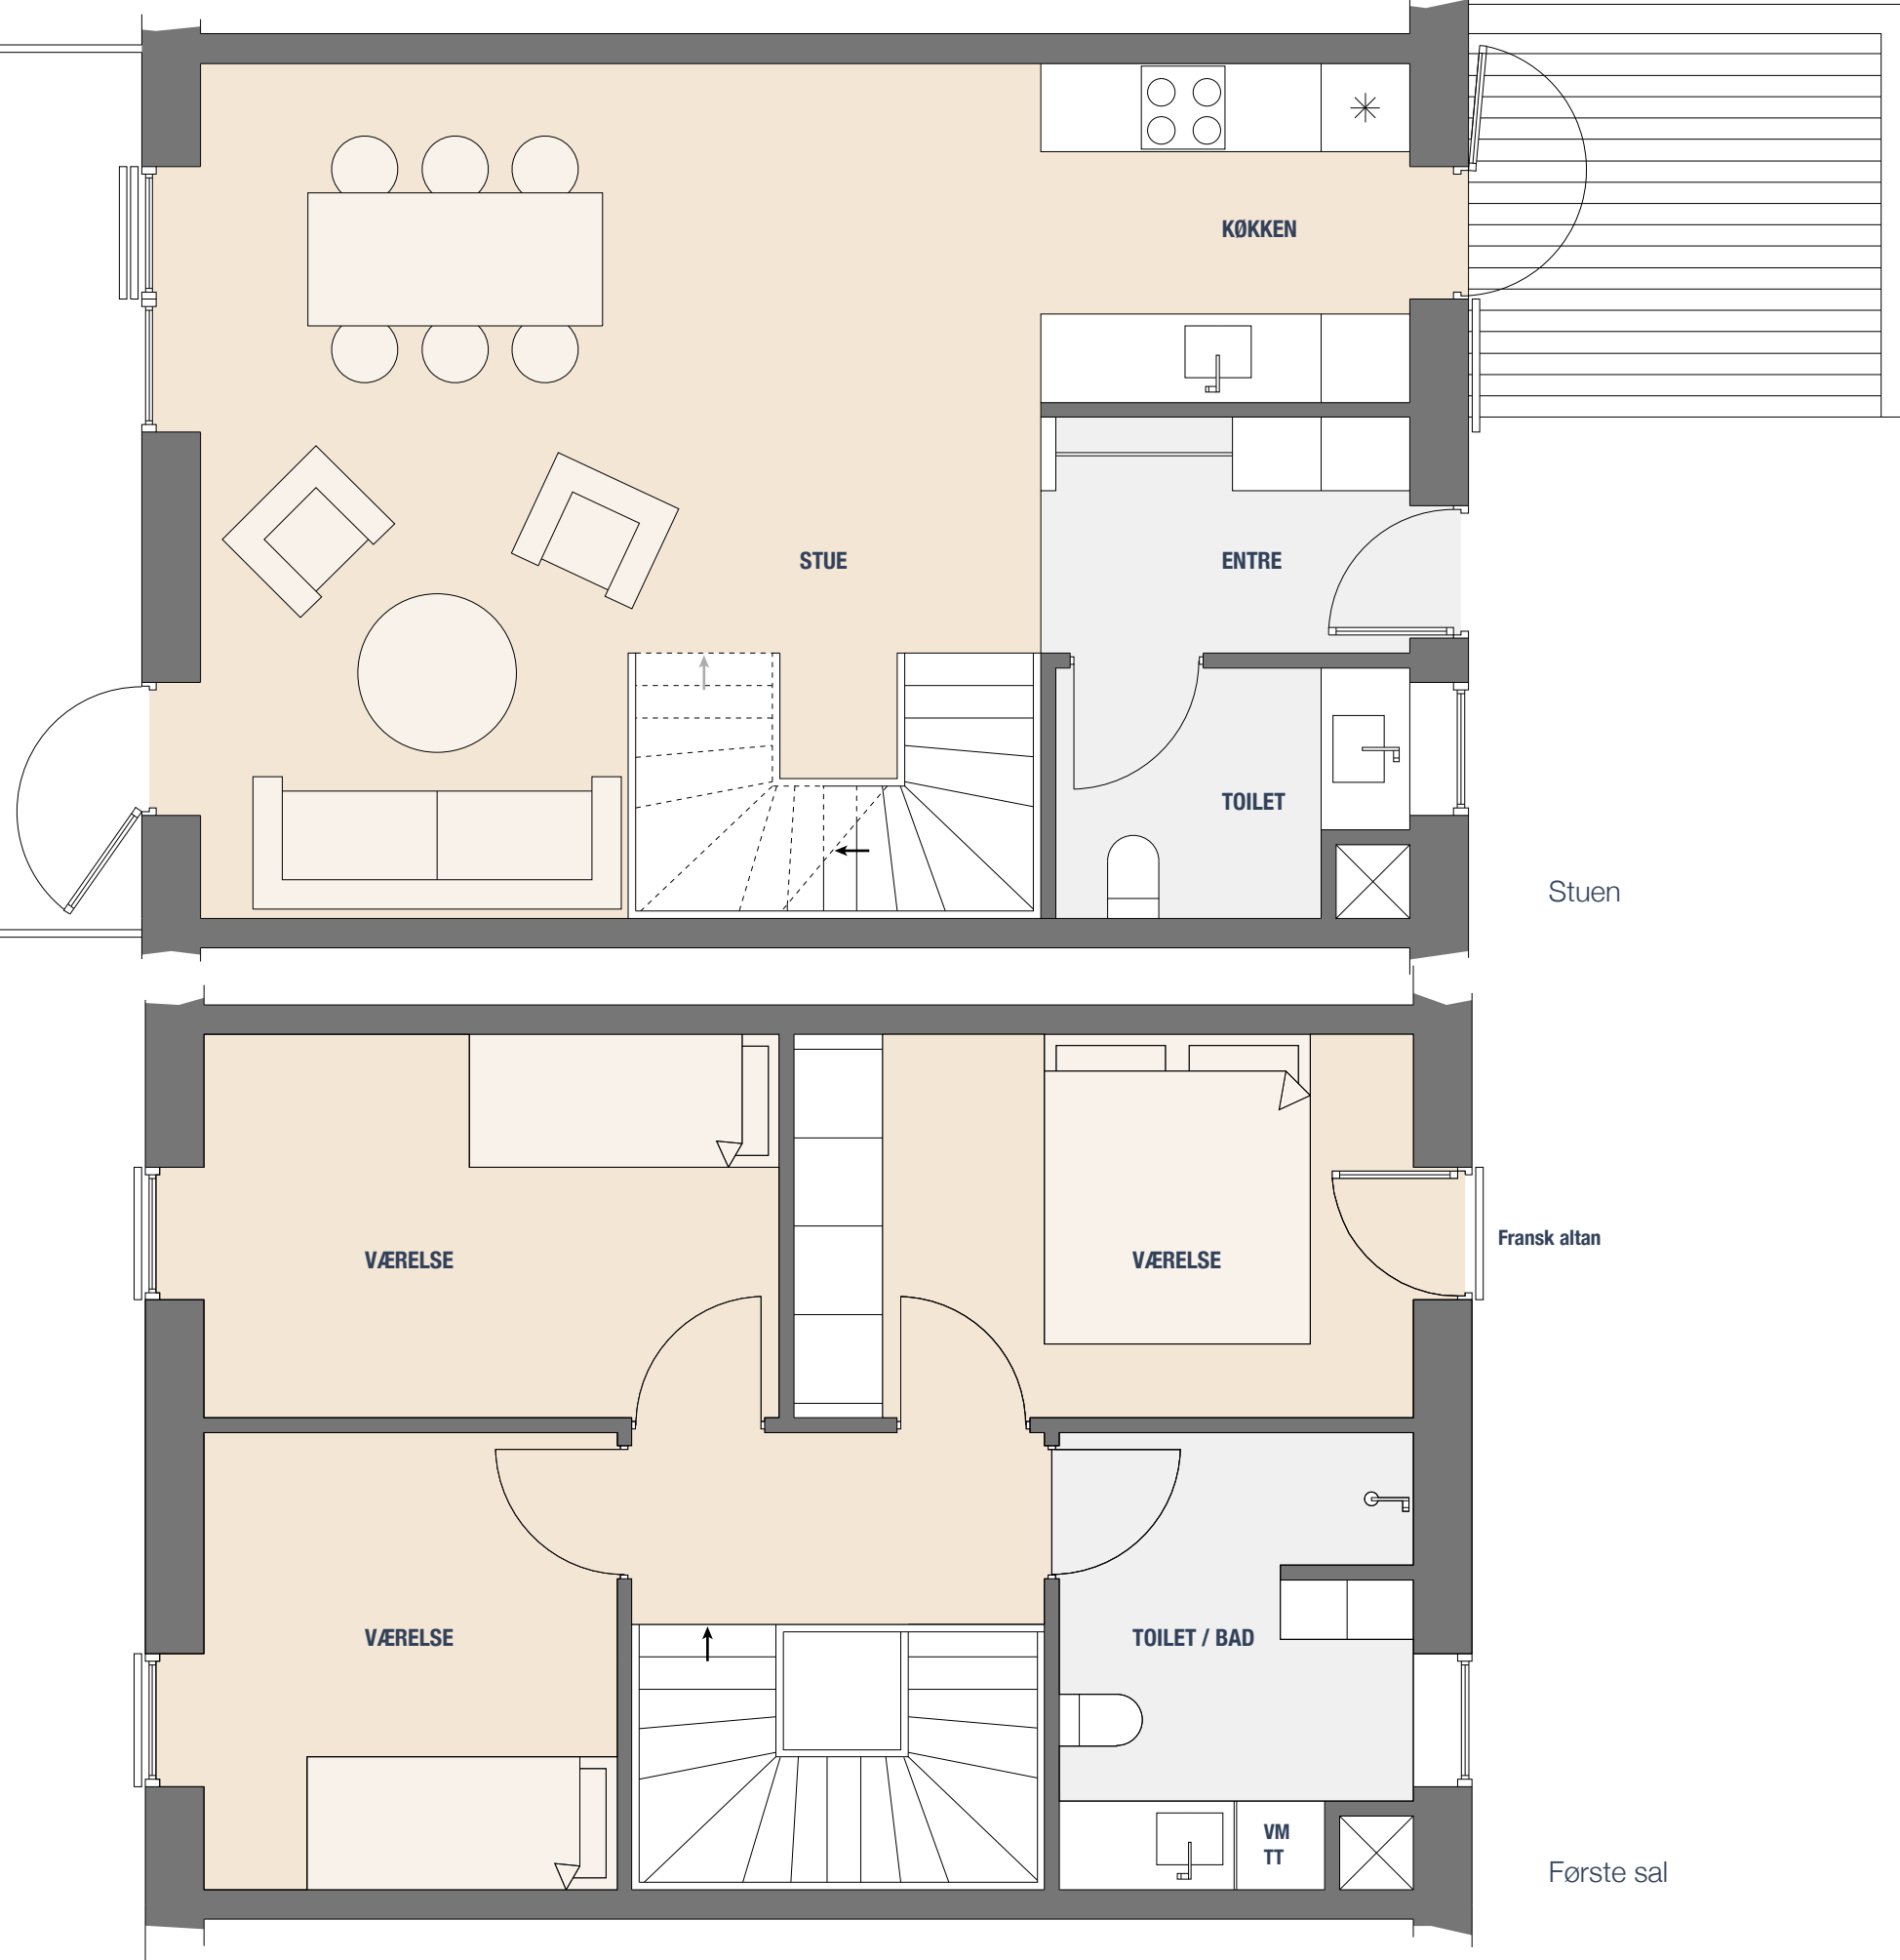 KØKKEN
STUE
ENTRE
TOILET
Stuen
VÆRELSE
VÆRELSE
Fransk altan
VÆRELSE
TOILET / BAD
VM
TT
Første sal